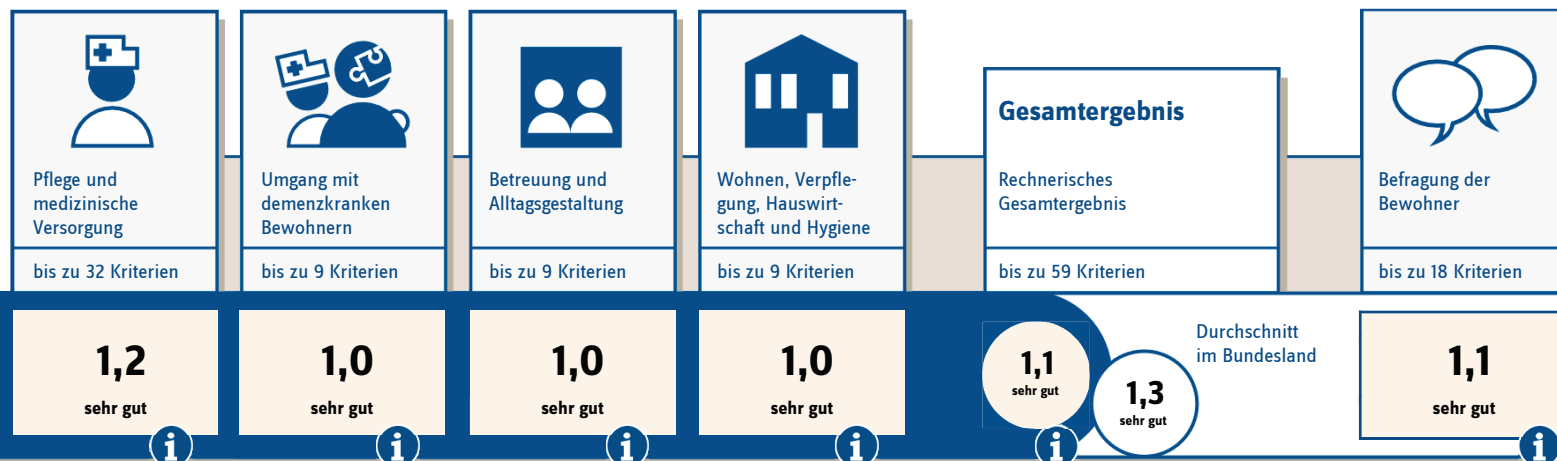 Pflege und
medizinische
Versorgung
bis zu 32 Kriterien
1,2
sehr gut
Umgang mit
demenzkranken
Bewohnern
bis zu 9 Kriterien
1,0
sehr gut
Betreuung und
Alltagsgestaltung
bis zu 9 Kriterien
1,0
sehr gut
Wohnen, Verpfle-
gung, Hauswirt-
schaft und Hygiene
bis zu 9 Kriterien
1,0
sehr gut
Gesamtergebnis
Rechnerisches
Gesamtergebnis
bis zu 59 Kriterien
1,1
sehr gut
1,3
sehr gut
Durchschnitt
im Bundesland
Befragung der
Bewohner
bis zu 18 Kriterien
1,1
sehr gut
i
i
i
i
i
i